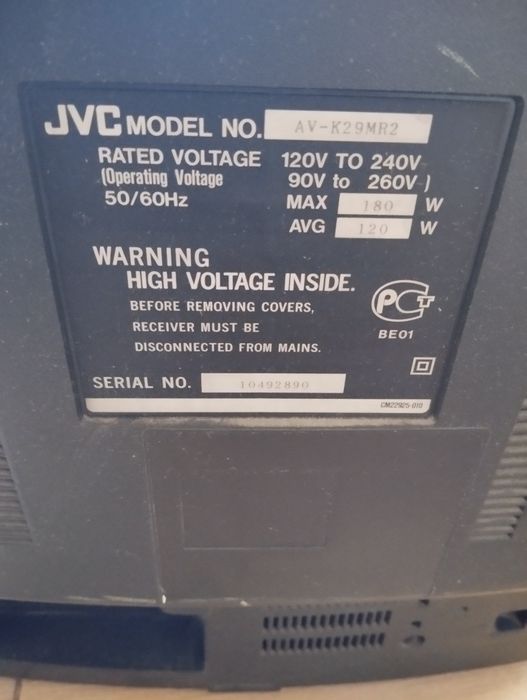 JVC MODEL NO. AV-K29MR2
RATED VOLTAGE 120V TO 240V
(Operating Voltage 90V to 260V)
50/60Hz MAX 180 W
AVG 120 W
WARNING
HIGH VOLTAGE INSIDE.
BEFORE REMOVING COVERS,
RECEIVER MUST BE
DISCONNECTED FROM MAINS.
РСТ
BE01
SERIAL NO. 10492890
CM22925-010